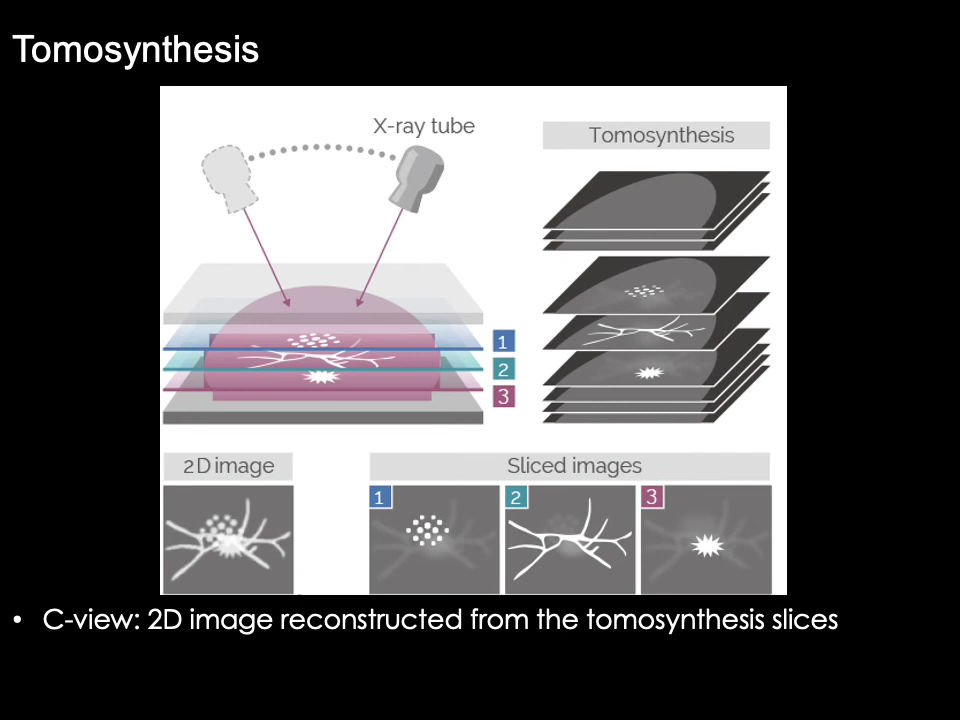 Tomosynthesis
X-ray tube
Tomosynthesis
1
2
3
2D image
Sliced images
1
2
3
• C-view: 2D image reconstructed from the tomosynthesis slices